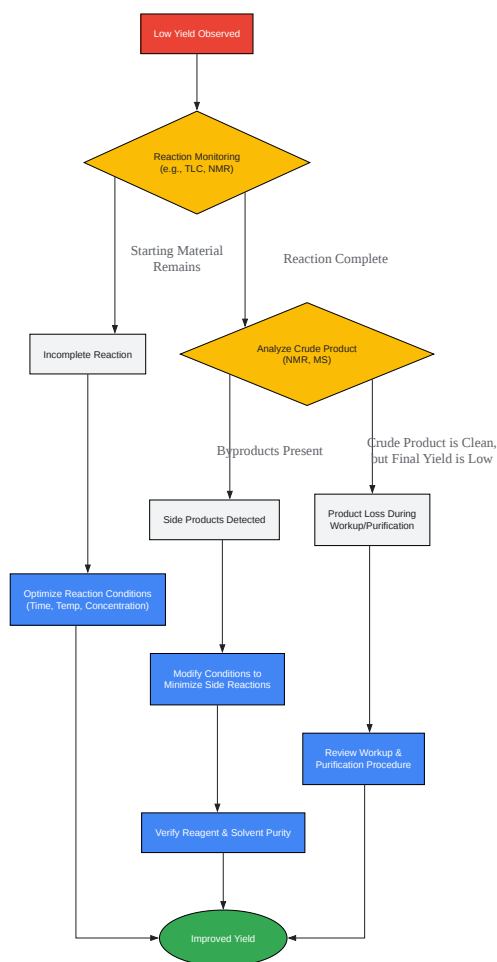 Low Yield Observed
Reaction Monitoring
(e.g., TLC, NMR)
Starting Material
Remains
Reaction Complete
Incomplete Reaction
Analyze Crude Product
(NMR, MS)
Byproducts Present
Crude Product is Clean,
but Final Yield is Low
Side Products Detected
Product Loss During
Workup/Purification
Optimize Reaction Conditions
(Time, Temp, Concentration)
Modify Conditions to
Minimize Side Reactions
Review Workup &
Purification Procedure
Verify Reagent & Solvent Purity
Improved Yield